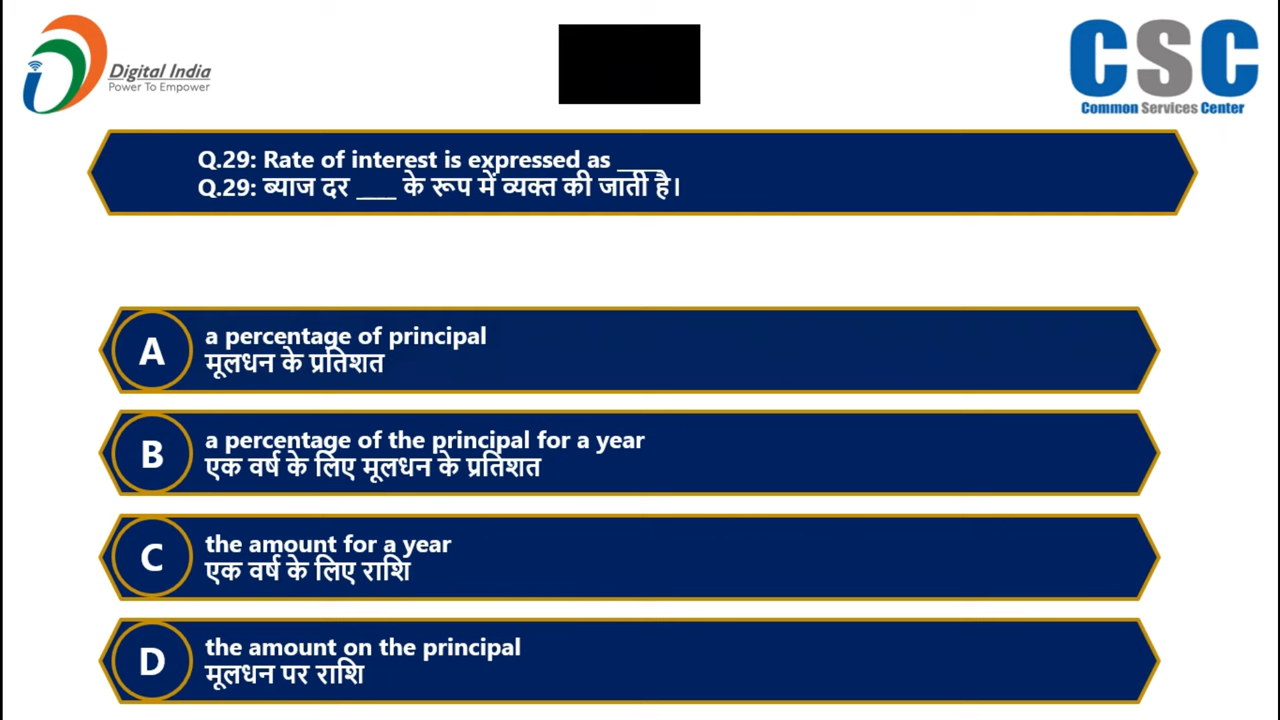 Digital India
Power To Empower
CSC
Common Services Center
Q.29: Rate of interest is expressed as ____
Q.29: ब्याज दर ____ के रूप में व्यक्त की जाती है।
A
a percentage of principal
मूलधन के प्रतिशत
B
a percentage of the principal for a year
एक वर्ष के लिए मूलधन के प्रतिशत
C
the amount for a year
एक वर्ष के लिए राशि
D
the amount on the principal
मूलधन पर राशि